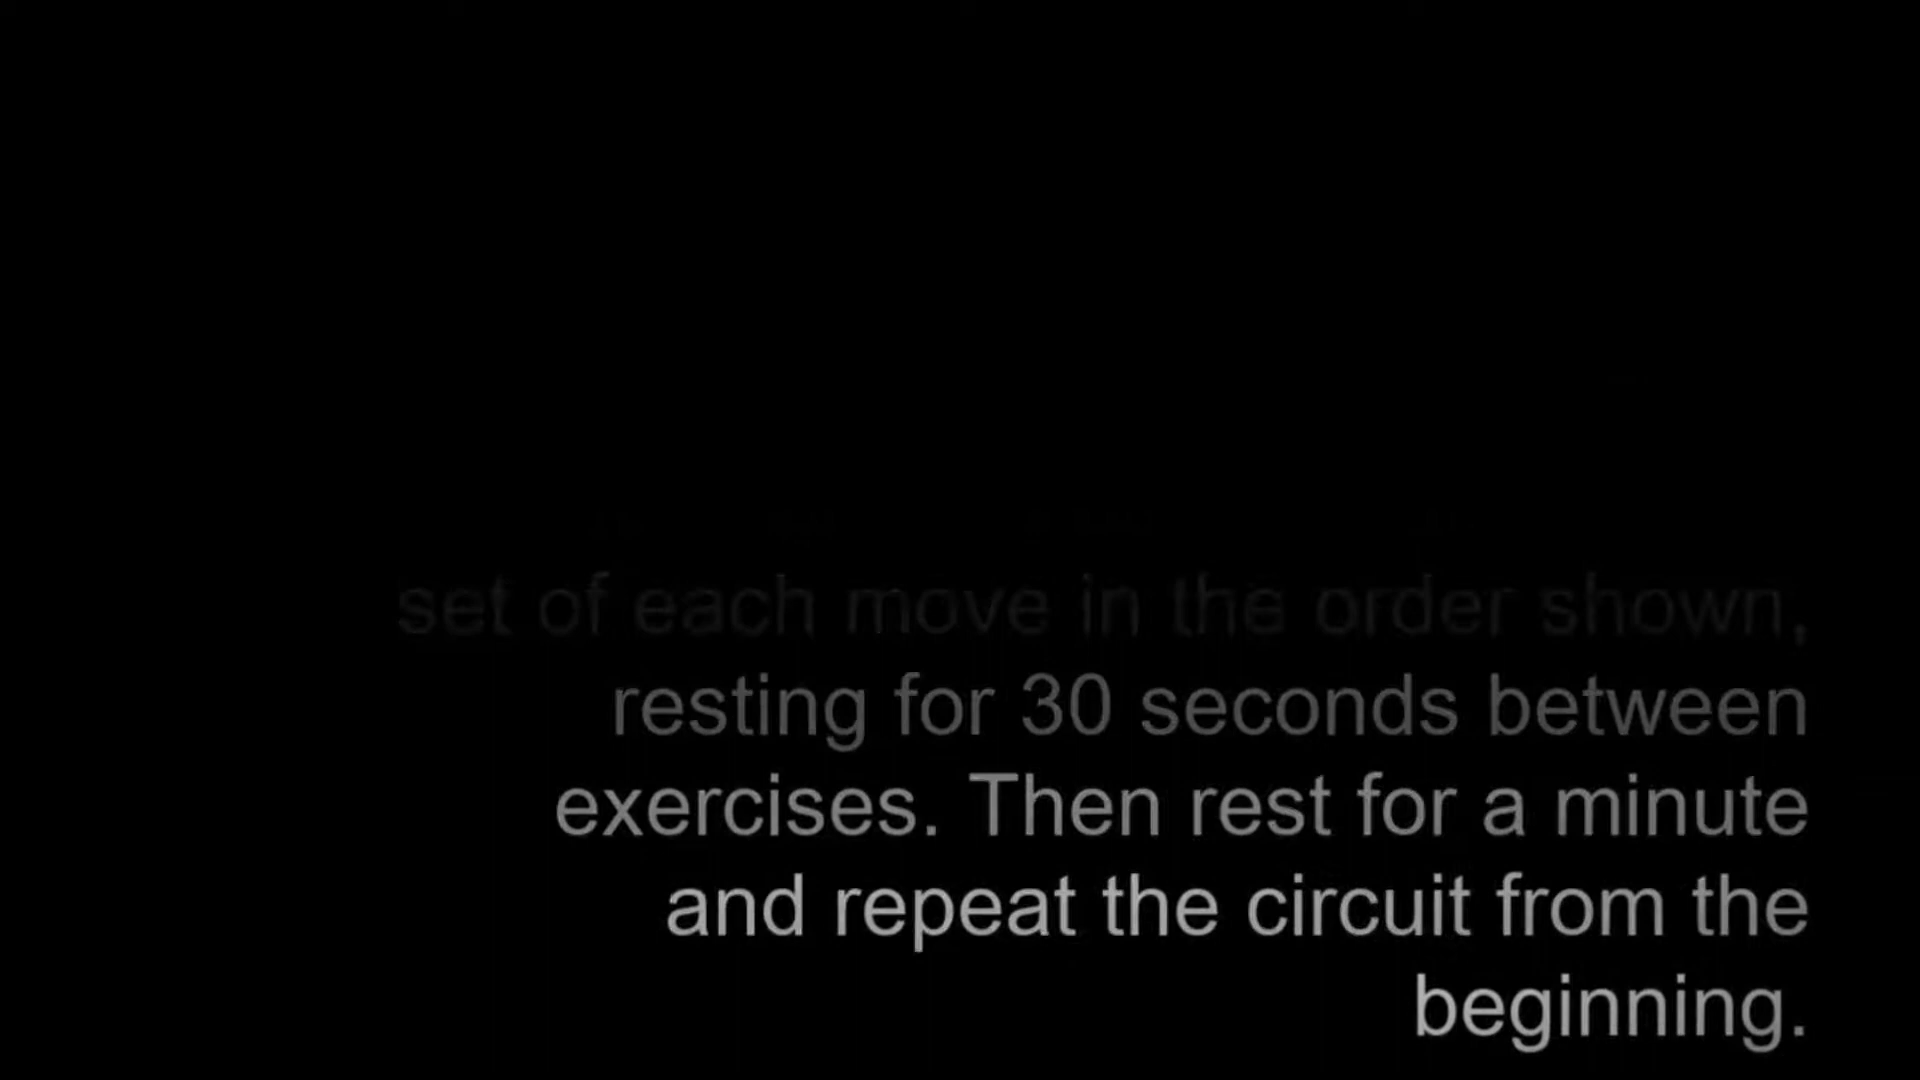 set of each move in the order shown,
resting for 30 seconds between
exercises. Then rest for a minute
and repeat the circuit from the
beginning.